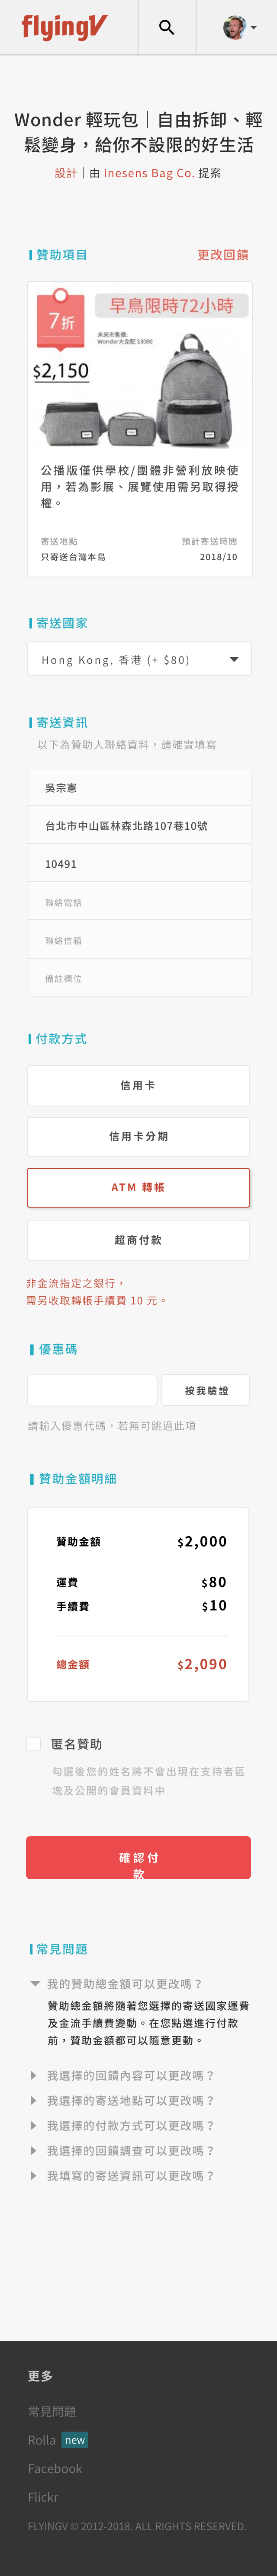 flyingV
Wonder 輕玩包｜自由拆卸、輕
鬆變身，給你不設限的好生活
設計｜由 Inesens Bag Co. 提案
贊助項目
更改回饋
7折
早鳥限時72小時
未來市售價:
Wonder大全配 $3080
$2,150
公播版僅供學校/團體非營利放映使
用，若為影展、展覽使用需另取得授
權。
寄送地點
預計寄送時間
只寄送台灣本島
2018/10
寄送國家
Hong Kong, 香港 (+ $80)
寄送資訊
以下為贊助人聯絡資料，請確實填寫
吳宗憲
台北市中山區林森北路107巷10號
10491
聯絡電話
聯絡信箱
備註欄位
付款方式
信用卡
信用卡分期
ATM 轉帳
超商付款
非金流指定之銀行，
需另收取轉帳手續費 10 元。
優惠碼
按我驗證
請輸入優惠代碼，若無可跳過此項
贊助金額明細
贊助金額
$2,000
運費
$80
手續費
$10
總金額
$2,090
匿名贊助
勾選後您的姓名將不會出現在支持者區
塊及公開的會員資料中
確認付
款
常見問題
我的贊助總金額可以更改嗎？
贊助總金額將隨著您選擇的寄送國家運費
及金流手續費變動。在您點選進行付款
前，贊助金額都可以隨意更動。
我選擇的回饋內容可以更改嗎？
我選擇的寄送地點可以更改嗎？
我選擇的付款方式可以更改嗎？
我選擇的回饋調查可以更改嗎？
我填寫的寄送資訊可以更改嗎？
更多
常見問題
Rolla new
Facebook
Flickr
FLYINGV © 2012-2018. ALL RIGHTS RESERVED.